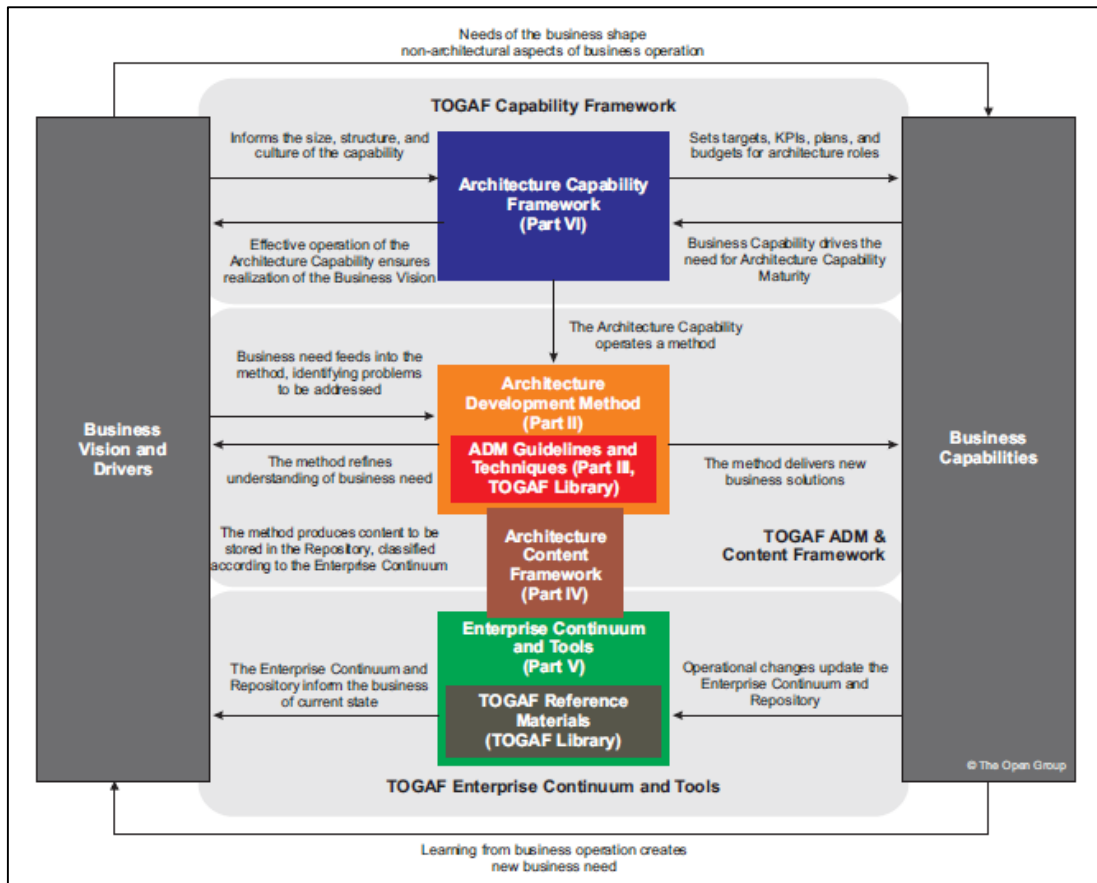 Needs of the business shape
non-architectural aspects of business operation
TOGAF Capability Framework
Informs the size, structure, and
culture of the capability
Sets targets, KPIs, plans, and
budgets for architecture roles
Architecture Capability
Framework
(Part VI)
Effective operation of the
Architecture Capability ensures
realization of the Business Vision
Business Capability drives the
need for Architecture Capability
Maturity
The Architecture Capability
operates a method
Business need feeds into the
method, identifying problems
to be addressed
Architecture
Development Method
(Part II)
Business
Vision and
Drivers
ADM Guidelines and
Techniques (Part III,
TOGAF Library)
Business
Capabilities
The method refines
understanding of business need
The method delivers new
business solutions
The method produces content to be
stored in the Repository, classified
according to the Enterprise Continuum
Architecture
Content
Framework
(Part IV)
TOGAF ADM &
Content Framework
Enterprise Continuum
and Tools
(Part V)
The Enterprise Continuum and
Repository inform the business
of current state
Operational changes update the
Enterprise Continuum and
Repository
TOGAF Reference
Materials
(TOGAF Library)
© The Open Group
TOGAF Enterprise Continuum and Tools
Learning from business operation creates
new business need